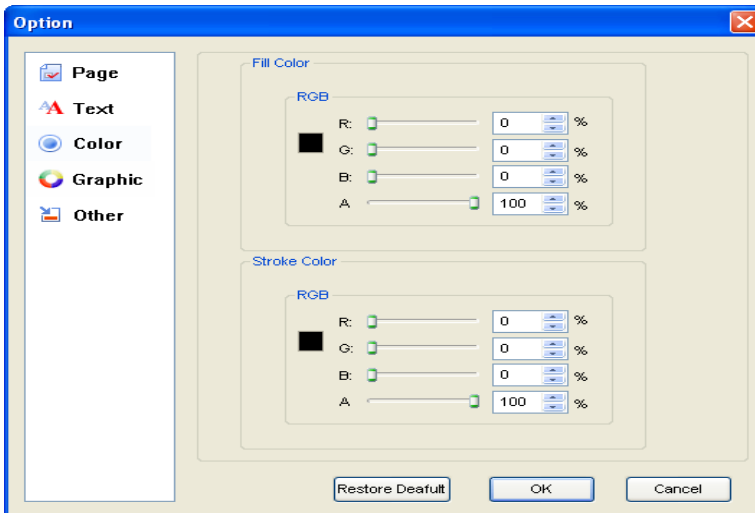 Option
Page
Text
Color
Graphic
Other
Fill Color
RGB
R: 0 %
G: 0 %
B: 0 %
A 100 %
Stroke Color
RGB
R: 0 %
G: 0 %
B: 0 %
A 100 %
Restore Deafult
OK
Cancel